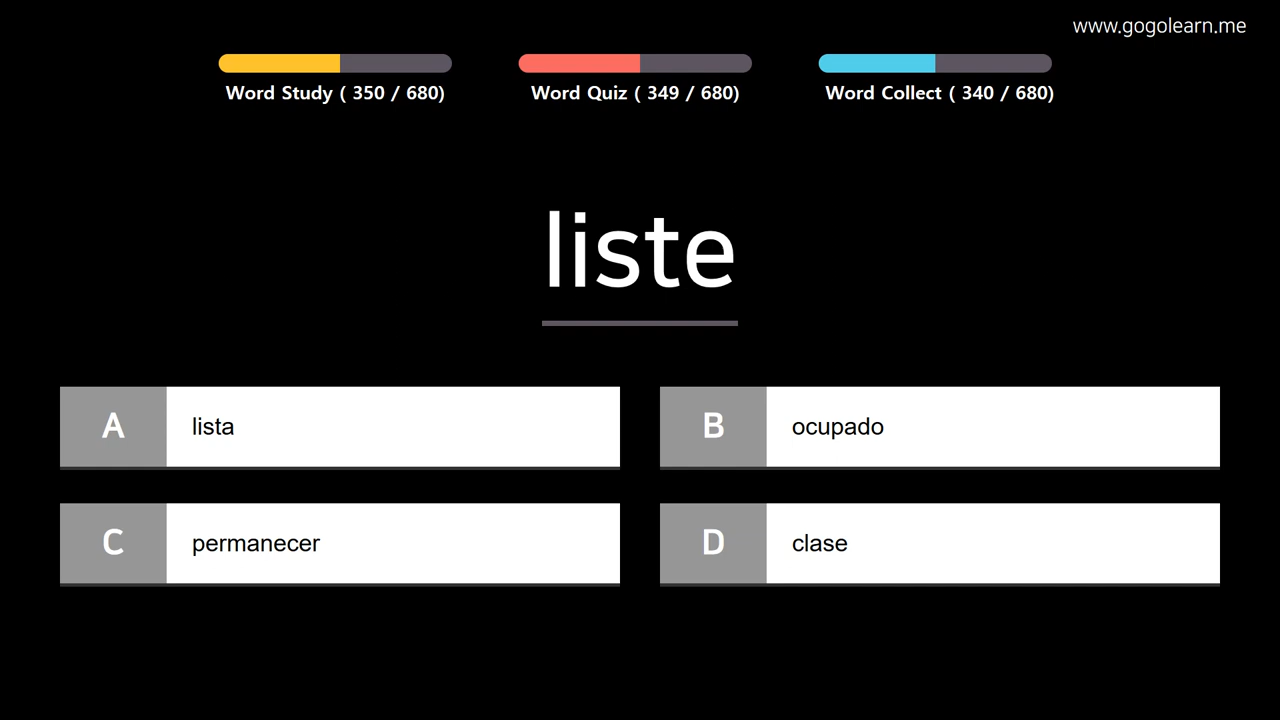 www.gogolearn.me
Word Study ( 350 / 680)
Word Quiz ( 349 / 680)
Word Collect ( 340 / 680)
liste
A lista
B ocupado
C permanecer
D clase